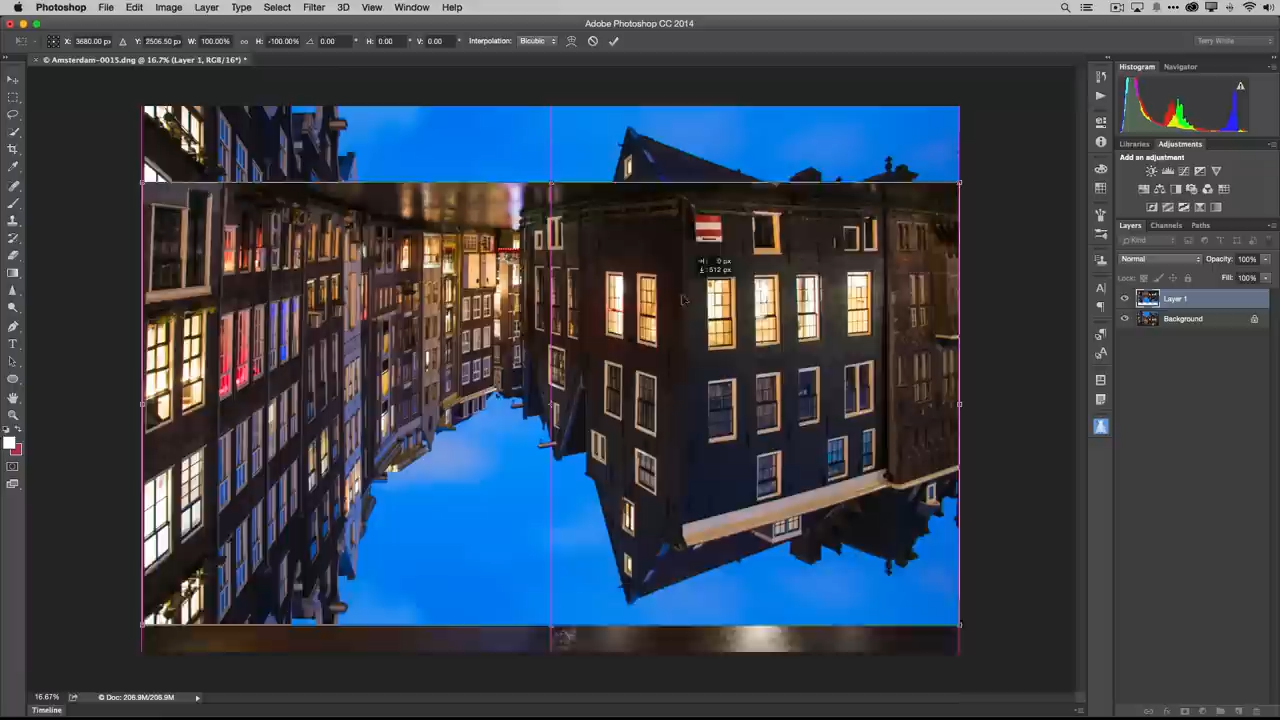 Photoshop File Edit Image Layer Type Select Filter 3D View Window Help
Adobe Photoshop CC 2014
X: 3680.00 px Y: 2506.50 px W: 100.00% H: -100.00% 0.00 ° H: 0.00 ° V: 0.00 ° Interpolation: Bicubic Terry White
× © Amsterdam-0015.dng @ 16.7% (Layer 1, RGB/16*) *
Histogram Navigator
Libraries Adjustments
Add an adjustment
Layers Channels Paths
Kind
Normal Opacity: 100%
Lock: Fill: 100%
Layer 1
Background
0 px
512 px
16.67% © Doc: 206.9M/206.9M
Timeline